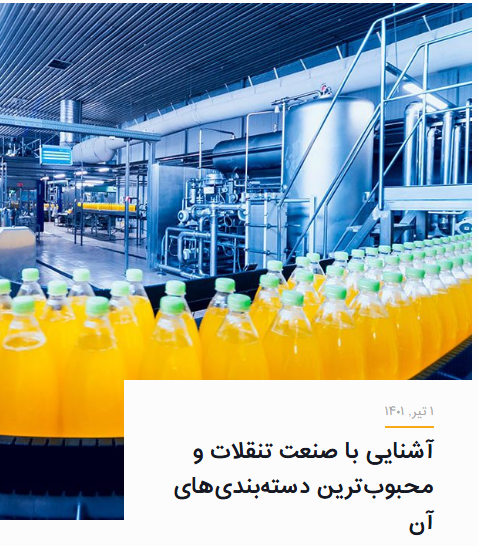 ۱ تیر, ۱۴۰۱
آشنایی با صنعت تنقلات و
محبوب‌ترین دسته‌بندی‌های
آن